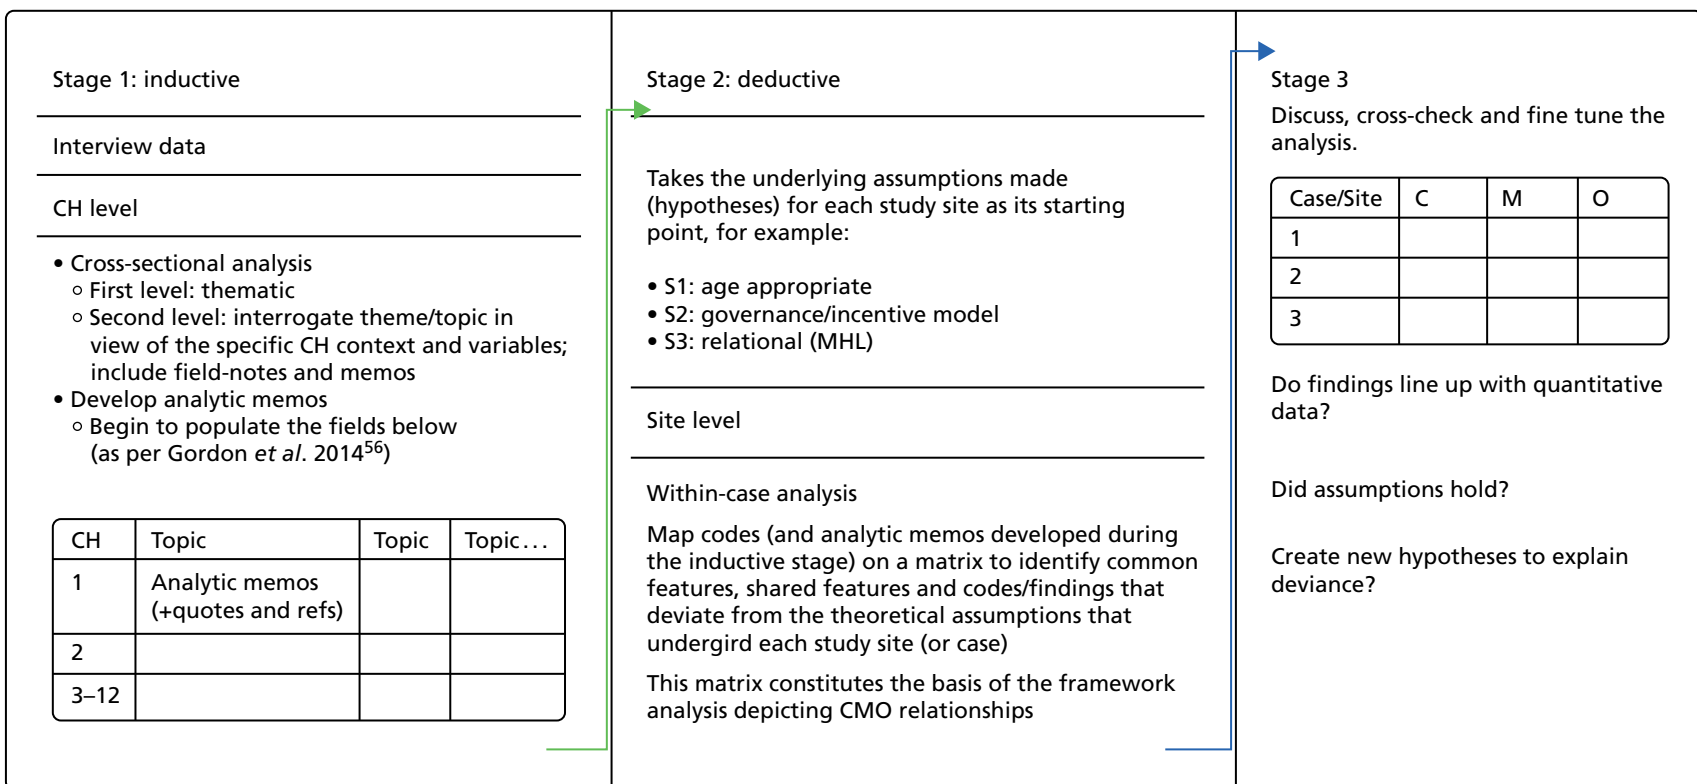 Stage 1: inductive
Interview data
CH level
• Cross-sectional analysis
○ First level: thematic
○ Second level: interrogate theme/topic in
view of the specific CH context and variables;
include field-notes and memos
• Develop analytic memos
○ Begin to populate the fields below
(as per Gordon et al. 2014⁵⁶)
CH Topic Topic Topic...
1 Analytic memos
(+quotes and refs)
2
3–12
Stage 2: deductive
Takes the underlying assumptions made
(hypotheses) for each study site as its starting
point, for example:
• S1: age appropriate
• S2: governance/incentive model
• S3: relational (MHL)
Site level
Within-case analysis
Map codes (and analytic memos developed during
the inductive stage) on a matrix to identify common
features, shared features and codes/findings that
deviate from the theoretical assumptions that
undergird each study site (or case)
This matrix constitutes the basis of the framework
analysis depicting CMO relationships
Stage 3
Discuss, cross-check and fine tune the
analysis.
Case/Site C M O
1
2
3
Do findings line up with quantitative
data?
Did assumptions hold?
Create new hypotheses to explain
deviance?